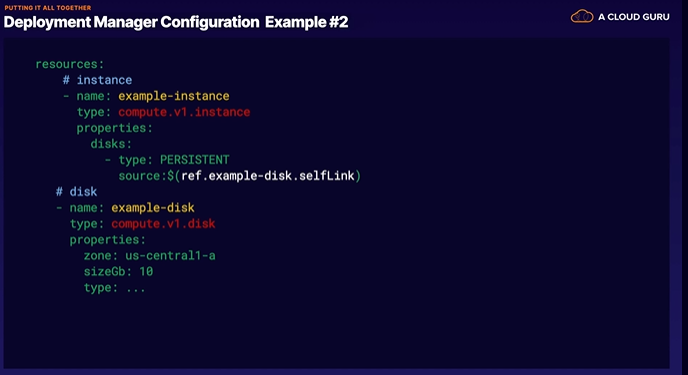 PUTTING IT ALL TOGETHER
Deployment Manager Configuration Example #2
A CLOUD GURU
resources:
# instance
- name: example-instance
type: compute.v1.instance
properties:
disks:
- type: PERSISTENT
source:$(ref.example-disk.selfLink)
# disk
- name: example-disk
type: compute.v1.disk
properties:
zone: us-central1-a
sizeGb: 10
type: ...